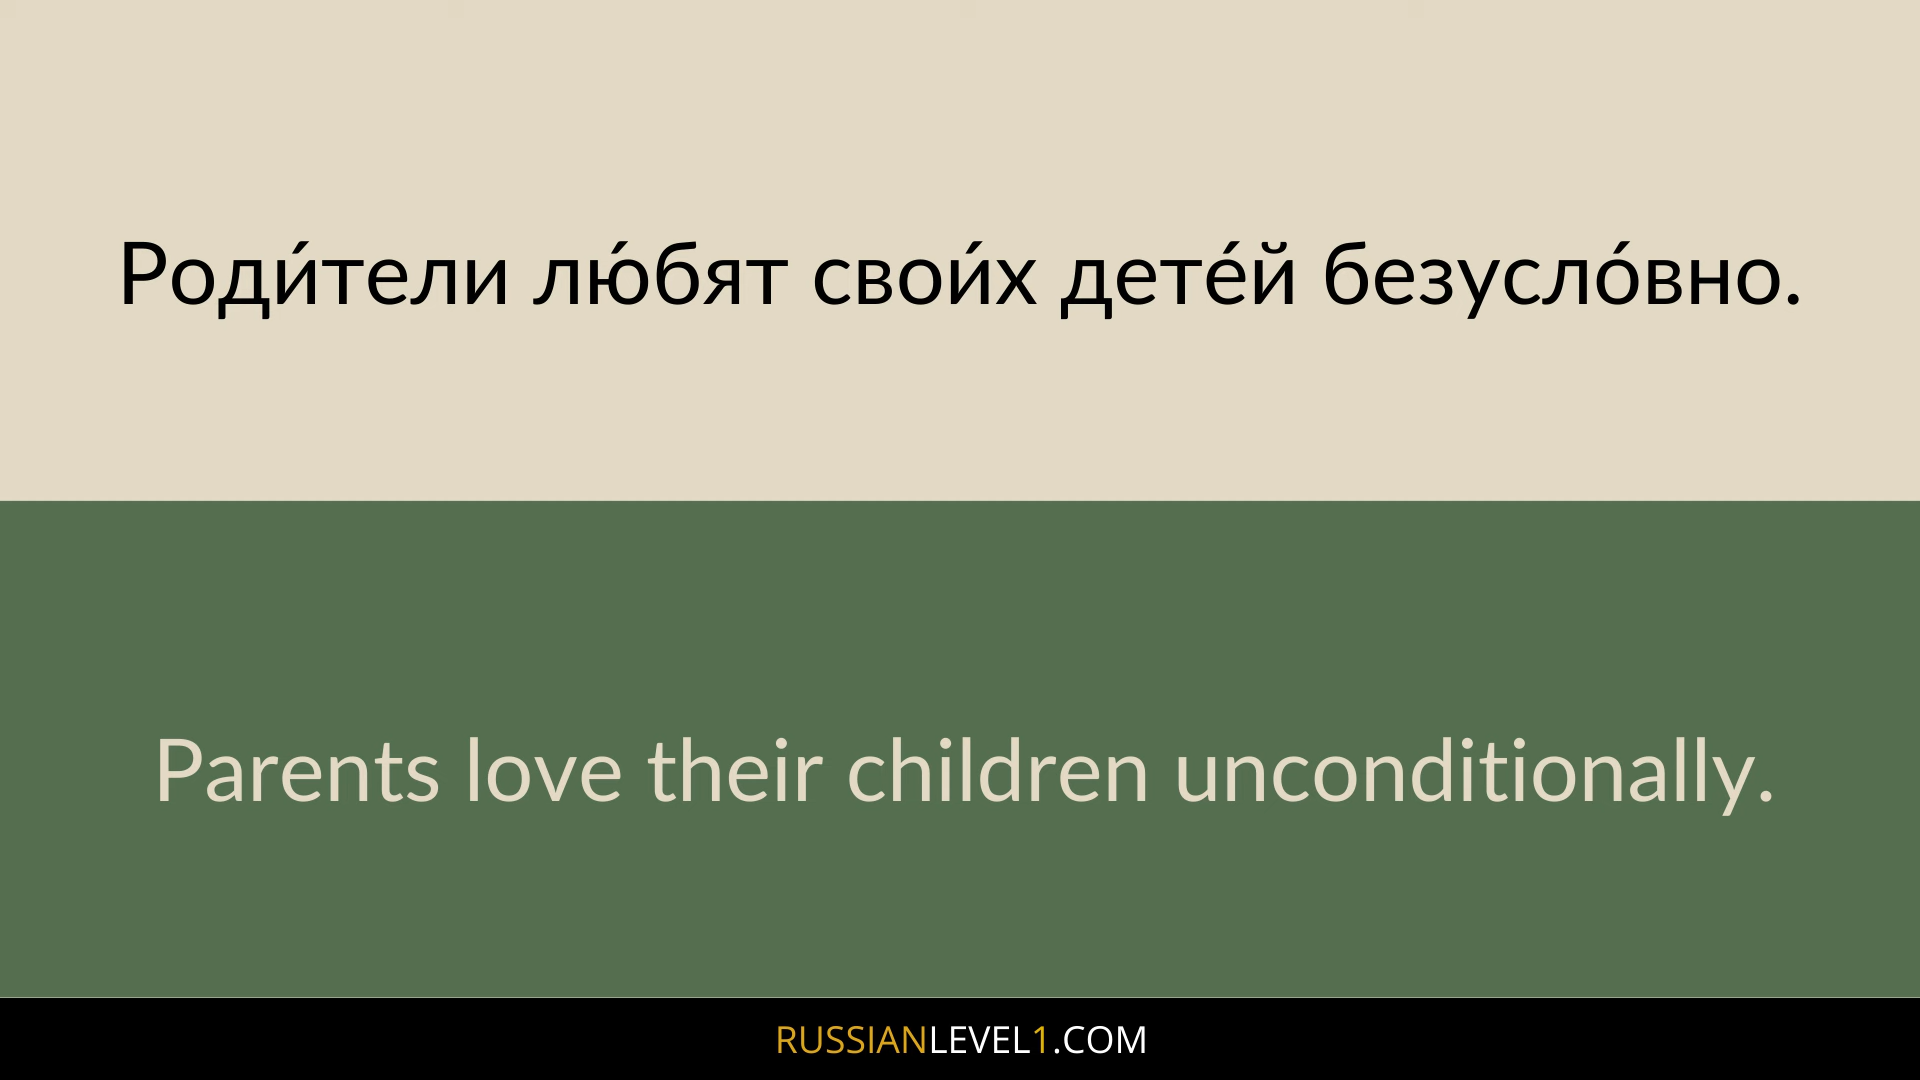 Роди́тели лю́бят свои́х дете́й безусло́вно.
Parents love their children unconditionally.
RUSSIANLEVEL1.COM